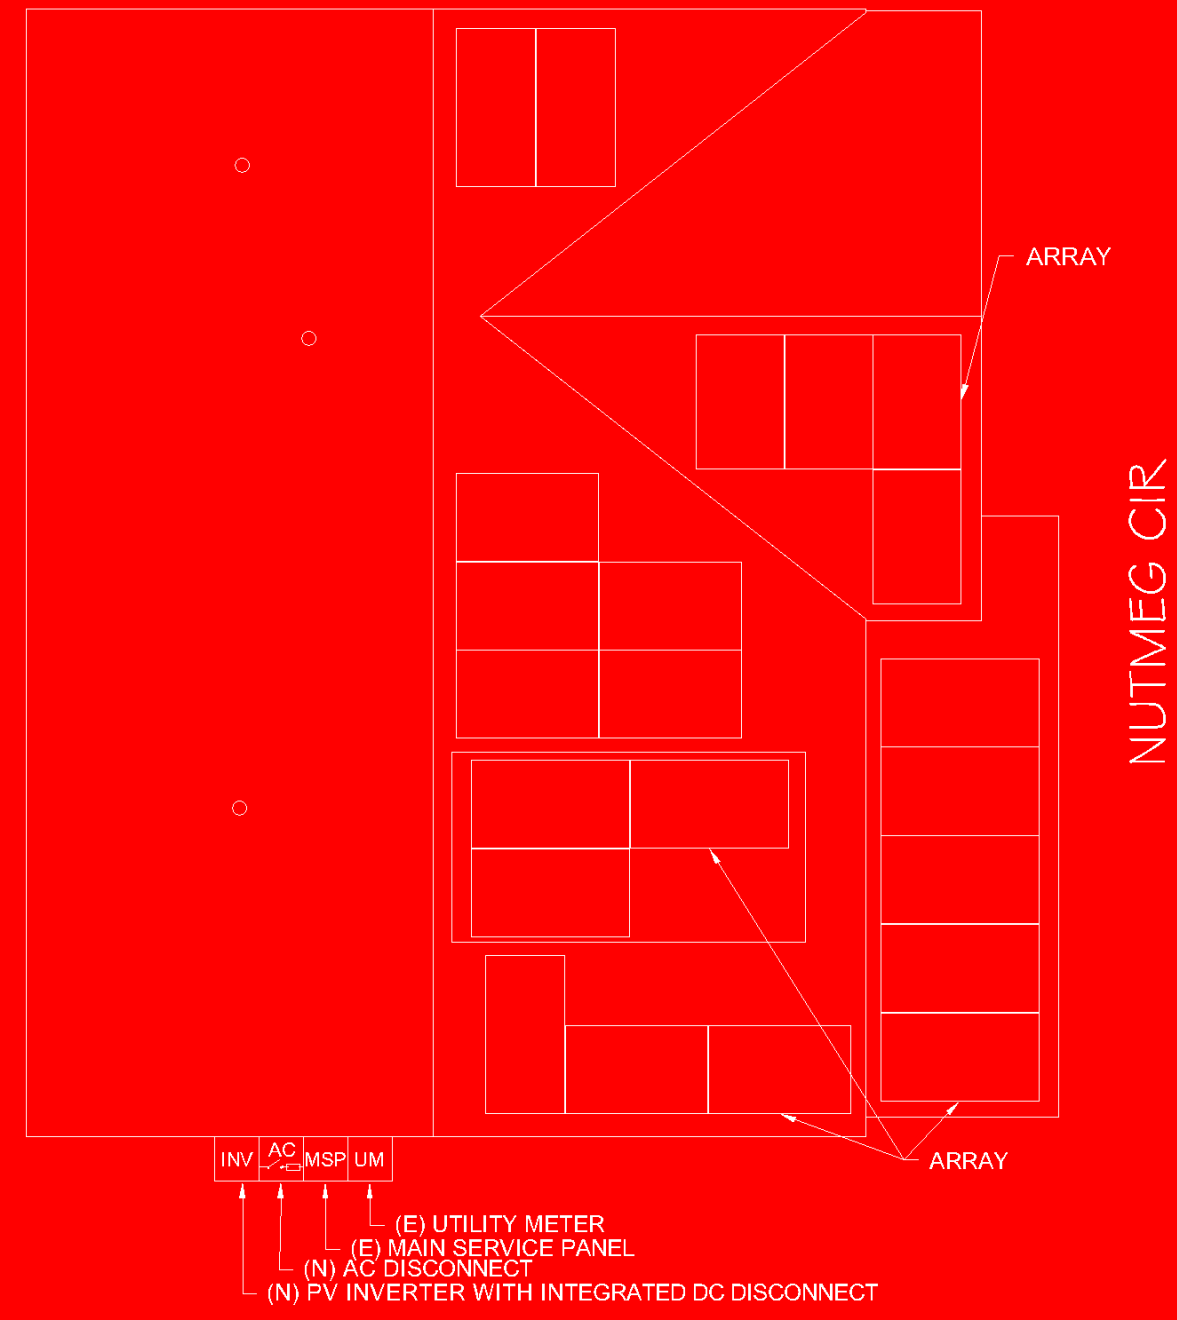 ARRAY
NUTMEG CIR
ARRAY
INV
AC
MSP
UM
(E) UTILITY METER
(E) MAIN SERVICE PANEL
(N) AC DISCONNECT
(N) PV INVERTER WITH INTEGRATED DC DISCONNECT